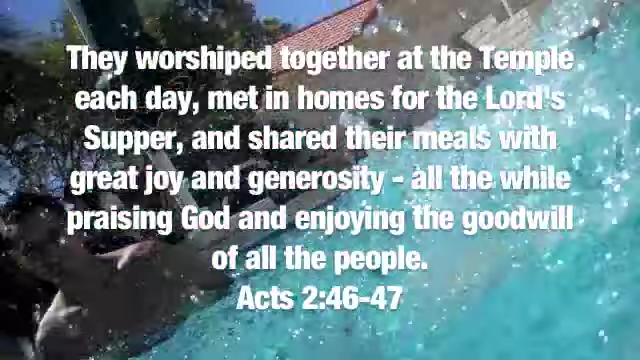 They worshiped together at the Temple
each day, met in homes for the Lord's
Supper, and shared their meals with
great joy and generosity - all the while
praising God and enjoying the goodwill
of all the people.
Acts 2:46-47